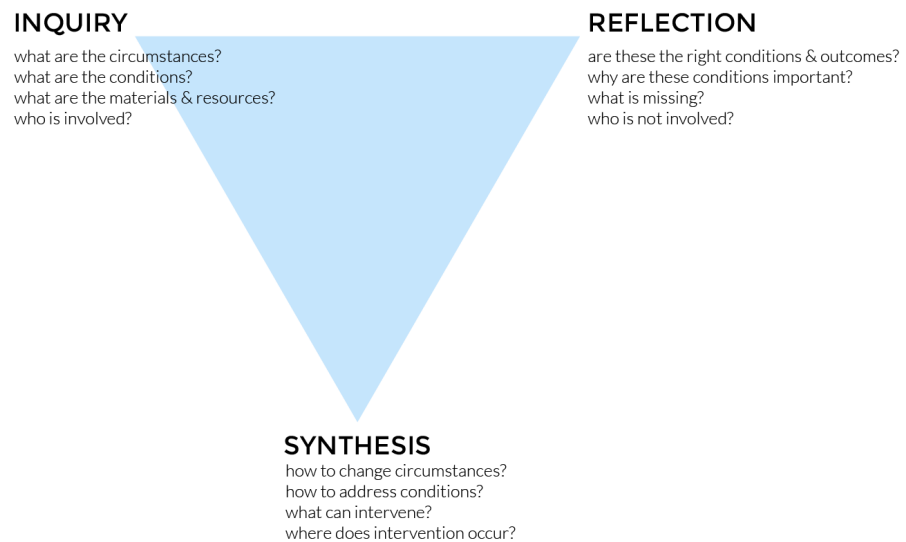 INQUIRY
what are the circumstances?
what are the conditions?
what are the materials & resources?
who is involved?
REFLECTION
are these the right conditions & outcomes?
why are these conditions important?
what is missing?
who is not involved?
SYNTHESIS
how to change circumstances?
how to address conditions?
what can intervene?
where does intervention occur?